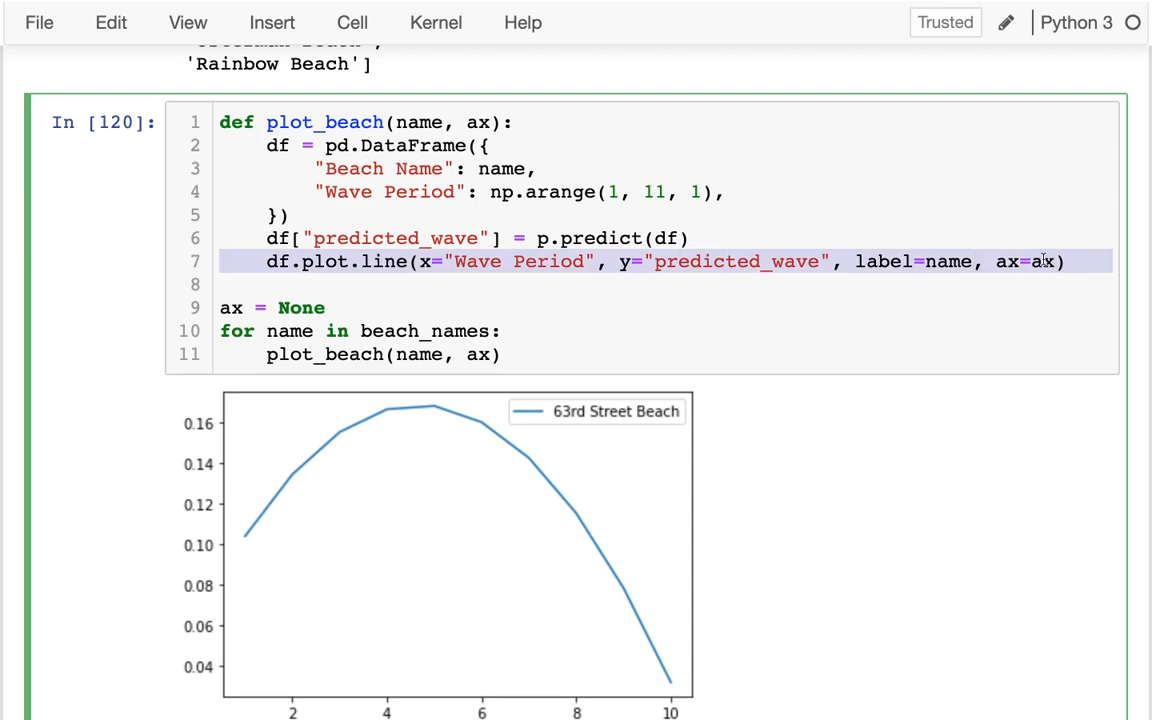 File Edit View Insert Cell Kernel Help Trusted Python 3
'Rainbow Beach']
In [120]:
1 def plot_beach(name, ax):
2 df = pd.DataFrame({
3 "Beach Name": name,
4 "Wave Period": np.arange(1, 11, 1),
5 })
6 df["predicted_wave"] = p.predict(df)
7 df.plot.line(x="Wave Period", y="predicted_wave", label=name, ax=ax)
8
9 ax = None
10 for name in beach_names:
11 plot_beach(name, ax)
63rd Street Beach
0.16
0.14
0.12
0.10
0.08
0.06
0.04
2 4 6 8 10